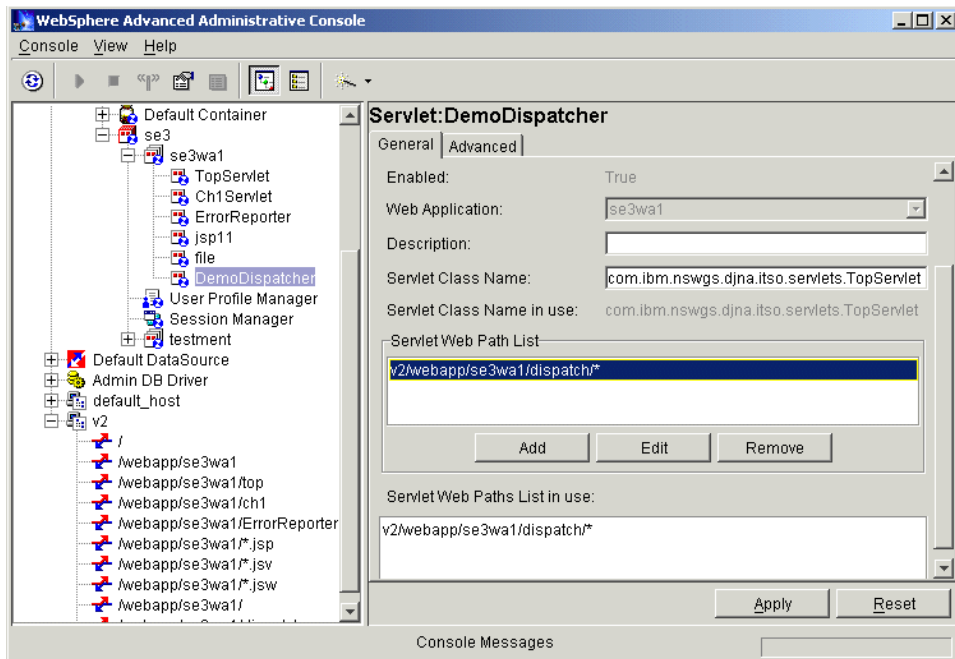 WebSphere Advanced Administrative Console
Console View Help
Default Container
se3
se3wa1
TopServlet
Ch1Servlet
ErrorReporter
jsp11
file
DemoDispatcher
User Profile Manager
Session Manager
testment
Default DataSource
Admin DB Driver
default_host
v2
/
/webapp/se3wa1
/webapp/se3wa1/top
/webapp/se3wa1/ch1
/webapp/se3wa1/ErrorReporter
/webapp/se3wa1/*.jsp
/webapp/se3wa1/*.jsv
/webapp/se3wa1/*.jsw
/webapp/se3wa1/
Servlet:DemoDispatcher
General Advanced
Enabled: True
Web Application: se3wa1
Description:
Servlet Class Name: com.ibm.nswgs.djna.itso.servlets.TopServlet
Servlet Class Name in use: com.ibm.nswgs.djna.itso.servlets.TopServlet
Servlet Web Path List
v2/webapp/se3wa1/dispatch/*
Add Edit Remove
Servlet Web Paths List in use:
v2/webapp/se3wa1/dispatch/*
Apply Reset
Console Messages